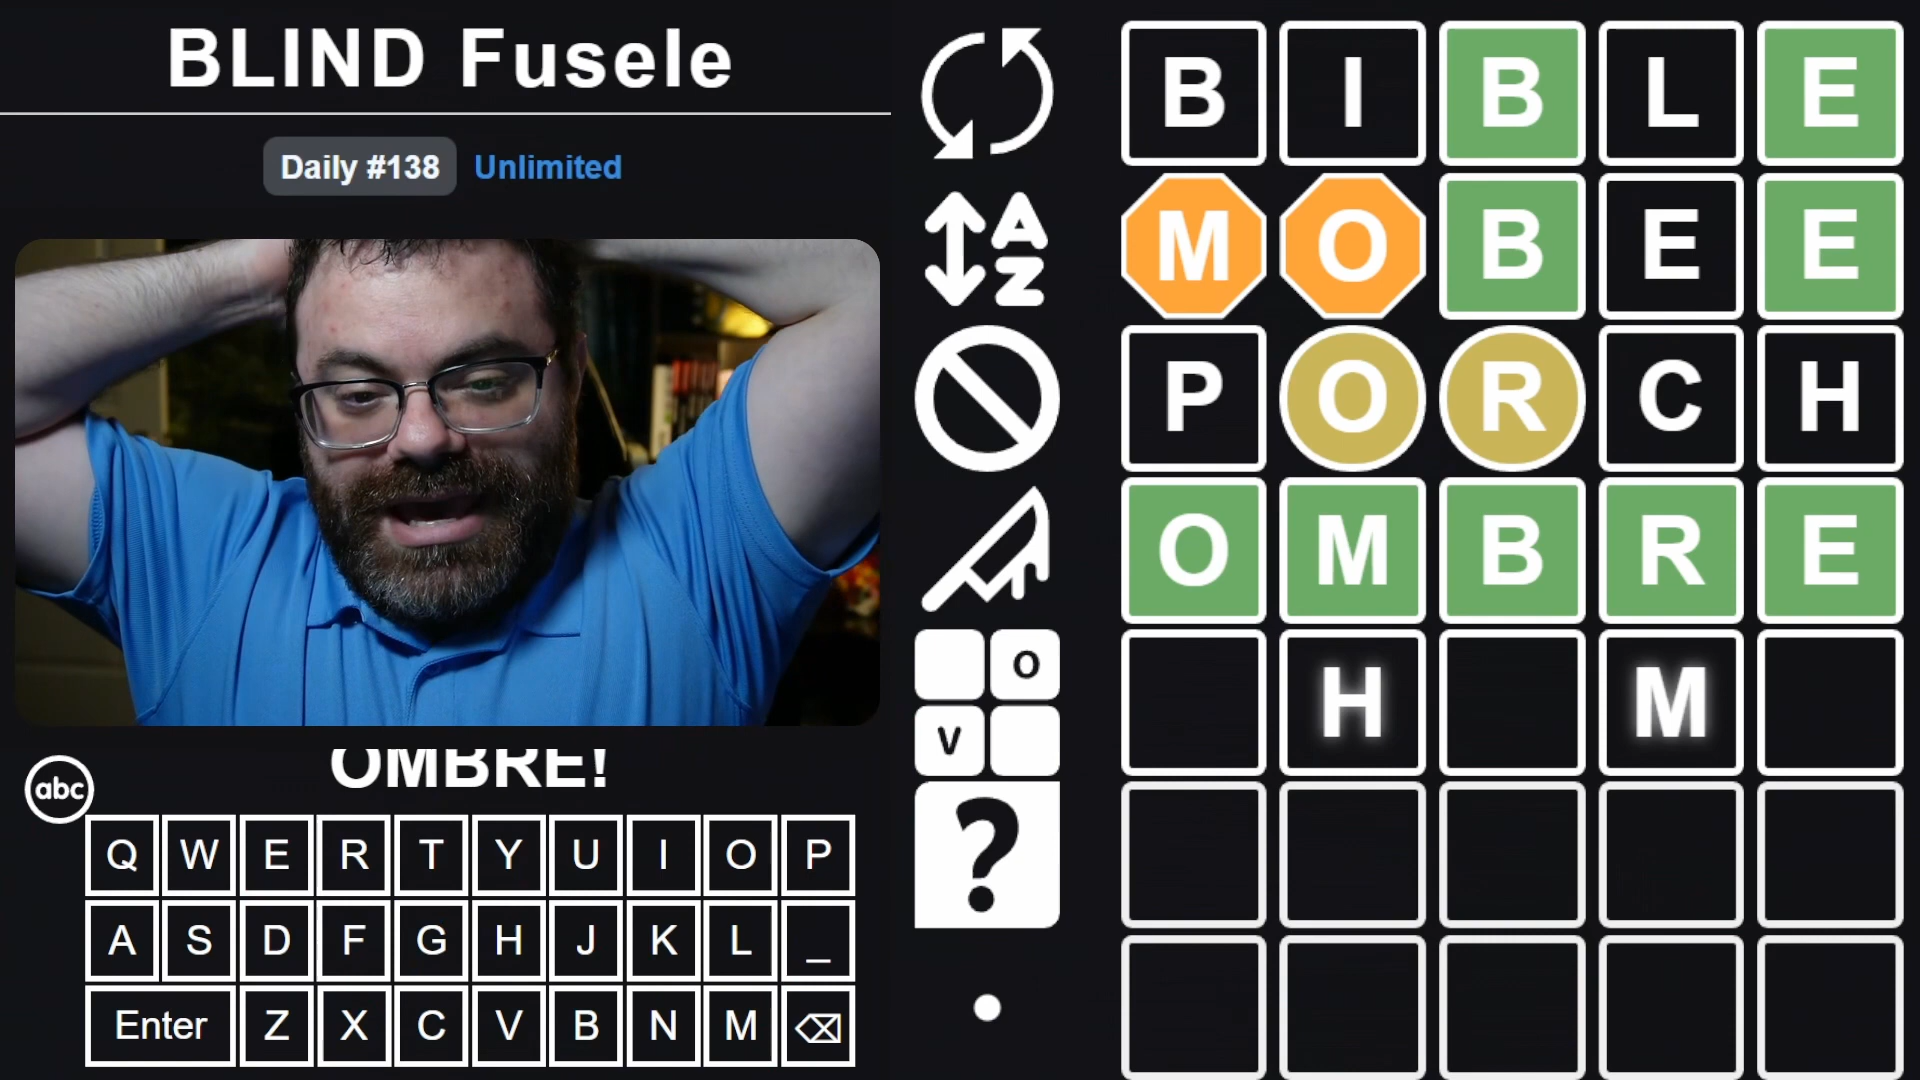 BLIND Fusele
Daily #138 Unlimited
OMBRE!
abc
Q W E R T Y U I O P
A S D F G H J K L _
Enter Z X C V B N M ⌫
A
Z
O
V
?
B I B L E
M O B E E
P O R C H
O M B R E
H M